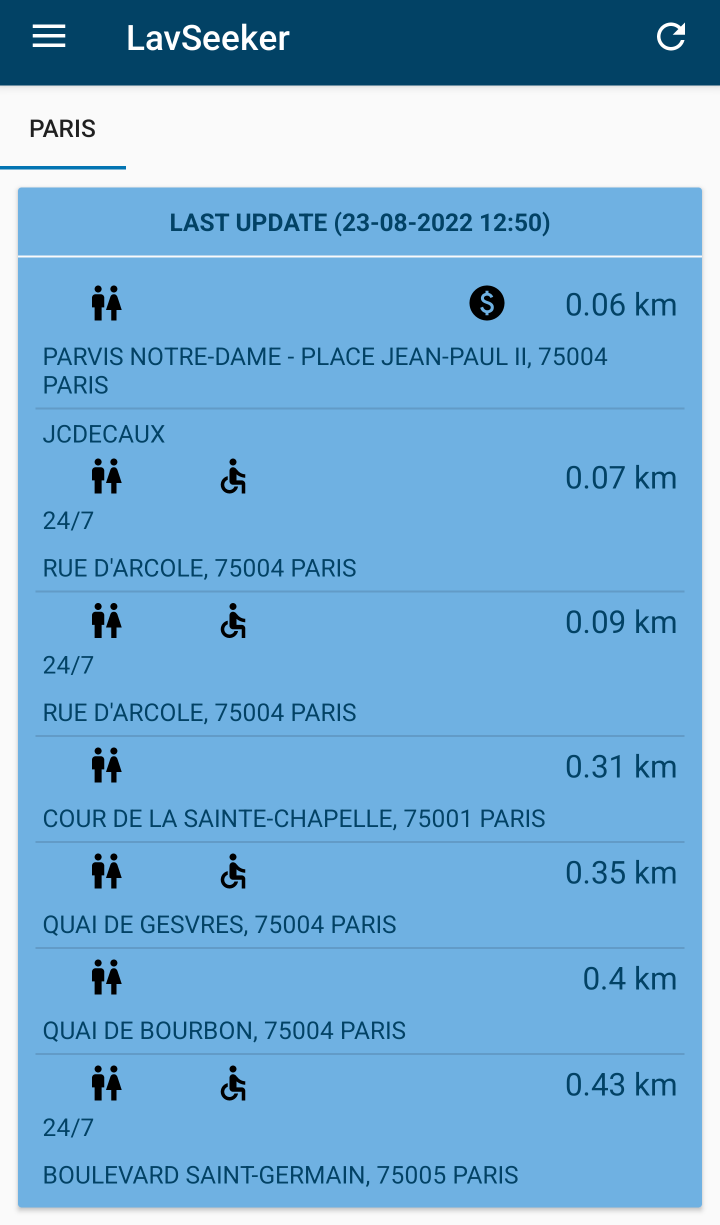 LavSeeker
PARIS
LAST UPDATE (23-08-2022 12:50)
0.06 km
PARVIS NOTRE-DAME - PLACE JEAN-PAUL II, 75004
PARIS
JCDECAUX
0.07 km
24/7
RUE D'ARCOLE, 75004 PARIS
0.09 km
24/7
RUE D'ARCOLE, 75004 PARIS
0.31 km
COUR DE LA SAINTE-CHAPELLE, 75001 PARIS
0.35 km
QUAI DE GESVRES, 75004 PARIS
0.4 km
QUAI DE BOURBON, 75004 PARIS
0.43 km
24/7
BOULEVARD SAINT-GERMAIN, 75005 PARIS